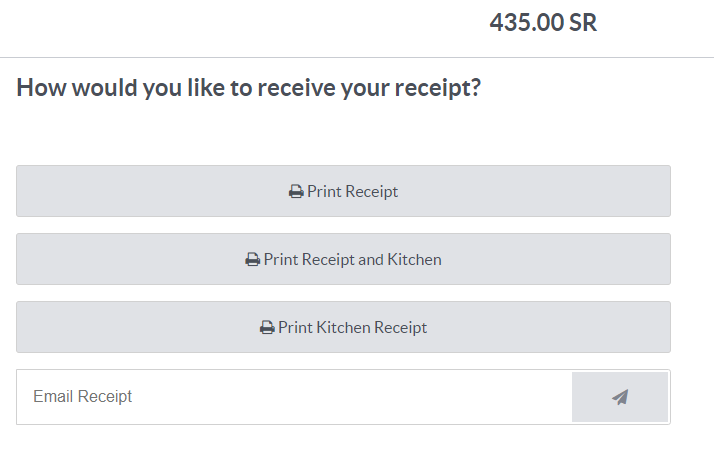 435.00 SR
How would you like to receive your receipt?
Print Receipt
Print Receipt and Kitchen
Print Kitchen Receipt
Email Receipt